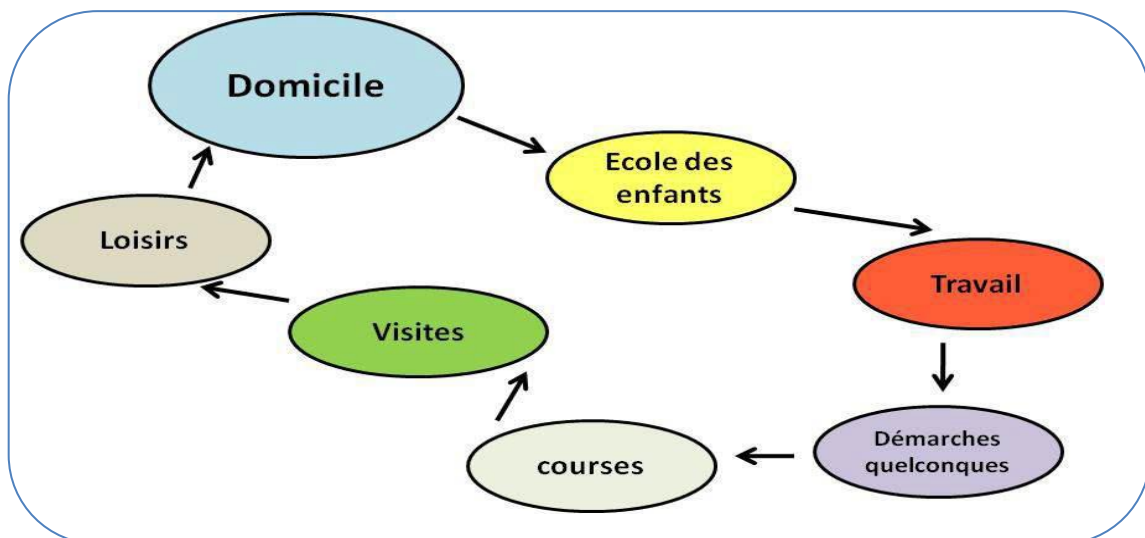 Domicile
Ecole des
enfants
Travail
Démarches
quelconques
courses
Visites
Loisirs